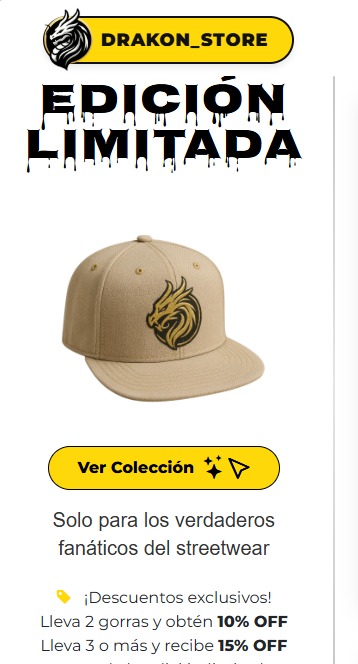 DRAKON_STORE
EDICIÓN
LIMITADA
Ver Colección
Solo para los verdaderos
fanáticos del streetwear
¡Descuentos exclusivos!
Lleva 2 gorras y obtén 10% OFF
Lleva 3 o más y recibe 15% OFF